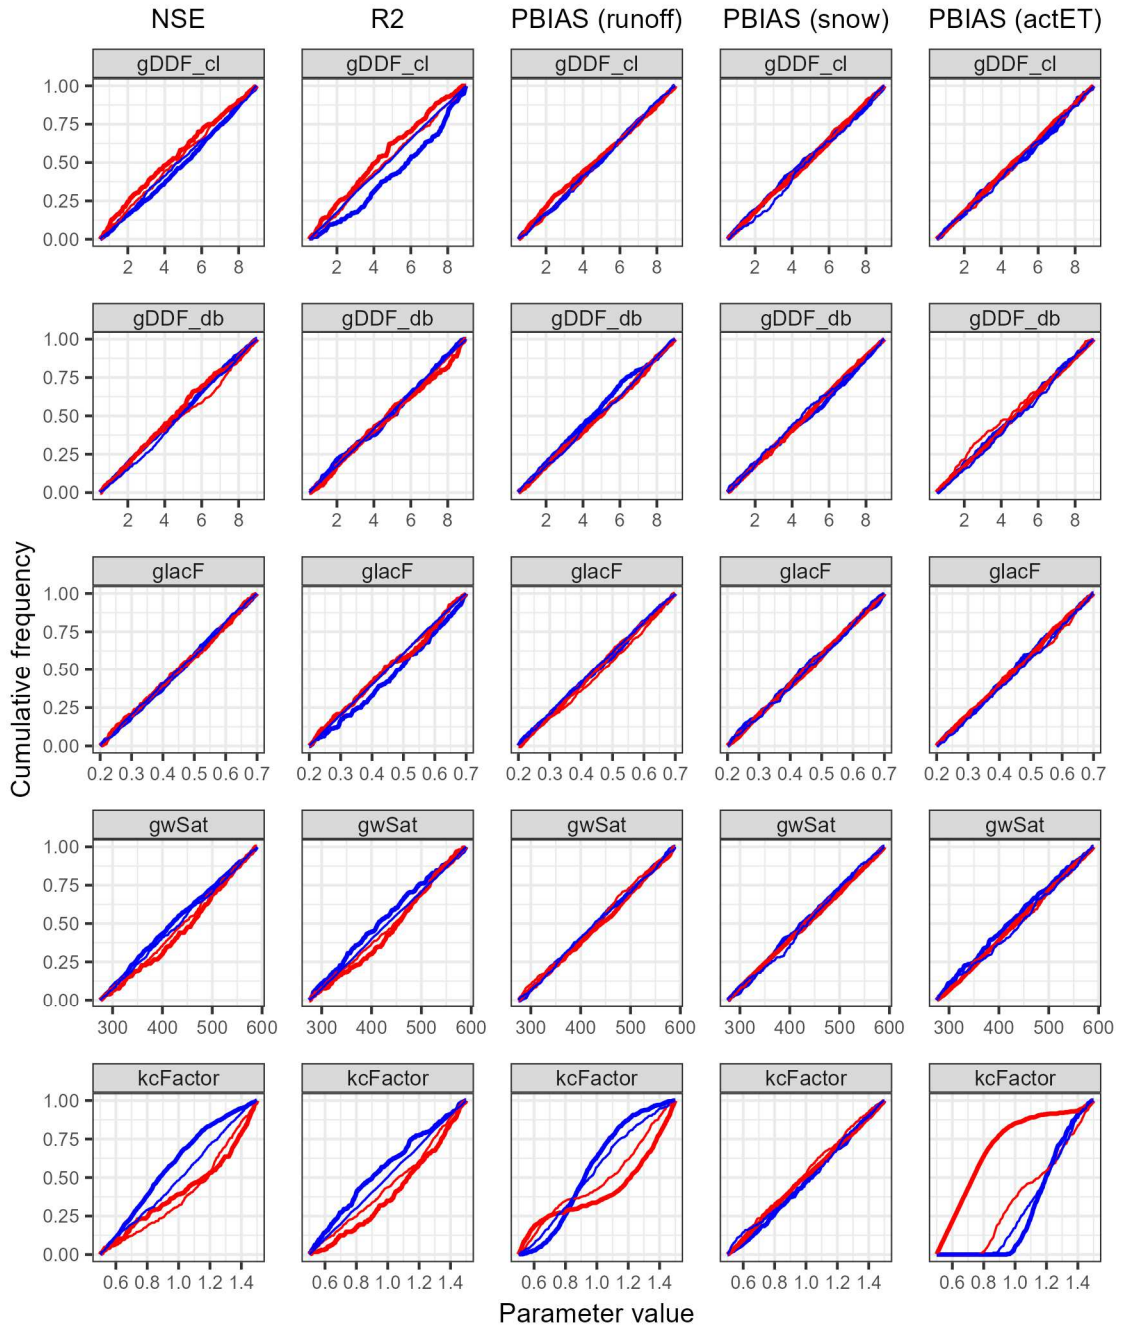 NSE R2 PBIAS (runoff) PBIAS (snow) PBIAS (actET)
gDDF_cl gDDF_cl gDDF_cl gDDF_cl gDDF_cl
1.00
0.75
0.50
0.25
0.00
2 4 6 8 2 4 6 8 2 4 6 8 2 4 6 8 2 4 6 8
gDDF_db gDDF_db gDDF_db gDDF_db gDDF_db
1.00
0.75
0.50
0.25
0.00
2 4 6 8 2 4 6 8 2 4 6 8 2 4 6 8 2 4 6 8
Cumulative frequency
glacF glacF glacF glacF glacF
1.00
0.75
0.50
0.25
0.00
0.2 0.3 0.4 0.5 0.6 0.7 0.2 0.3 0.4 0.5 0.6 0.7 0.2 0.3 0.4 0.5 0.6 0.7 0.2 0.3 0.4 0.5 0.6 0.7 0.2 0.3 0.4 0.5 0.6 0.7
gwSat gwSat gwSat gwSat gwSat
1.00
0.75
0.50
0.25
0.00
300 400 500 600 300 400 500 600 300 400 500 600 300 400 500 600 300 400 500 600
kcFactor kcFactor kcFactor kcFactor kcFactor
1.00
0.75
0.50
0.25
0.00
0.6 0.8 1.0 1.2 1.4 0.6 0.8 1.0 1.2 1.4 0.6 0.8 1.0 1.2 1.4 0.6 0.8 1.0 1.2 1.4 0.6 0.8 1.0 1.2 1.4
Parameter value